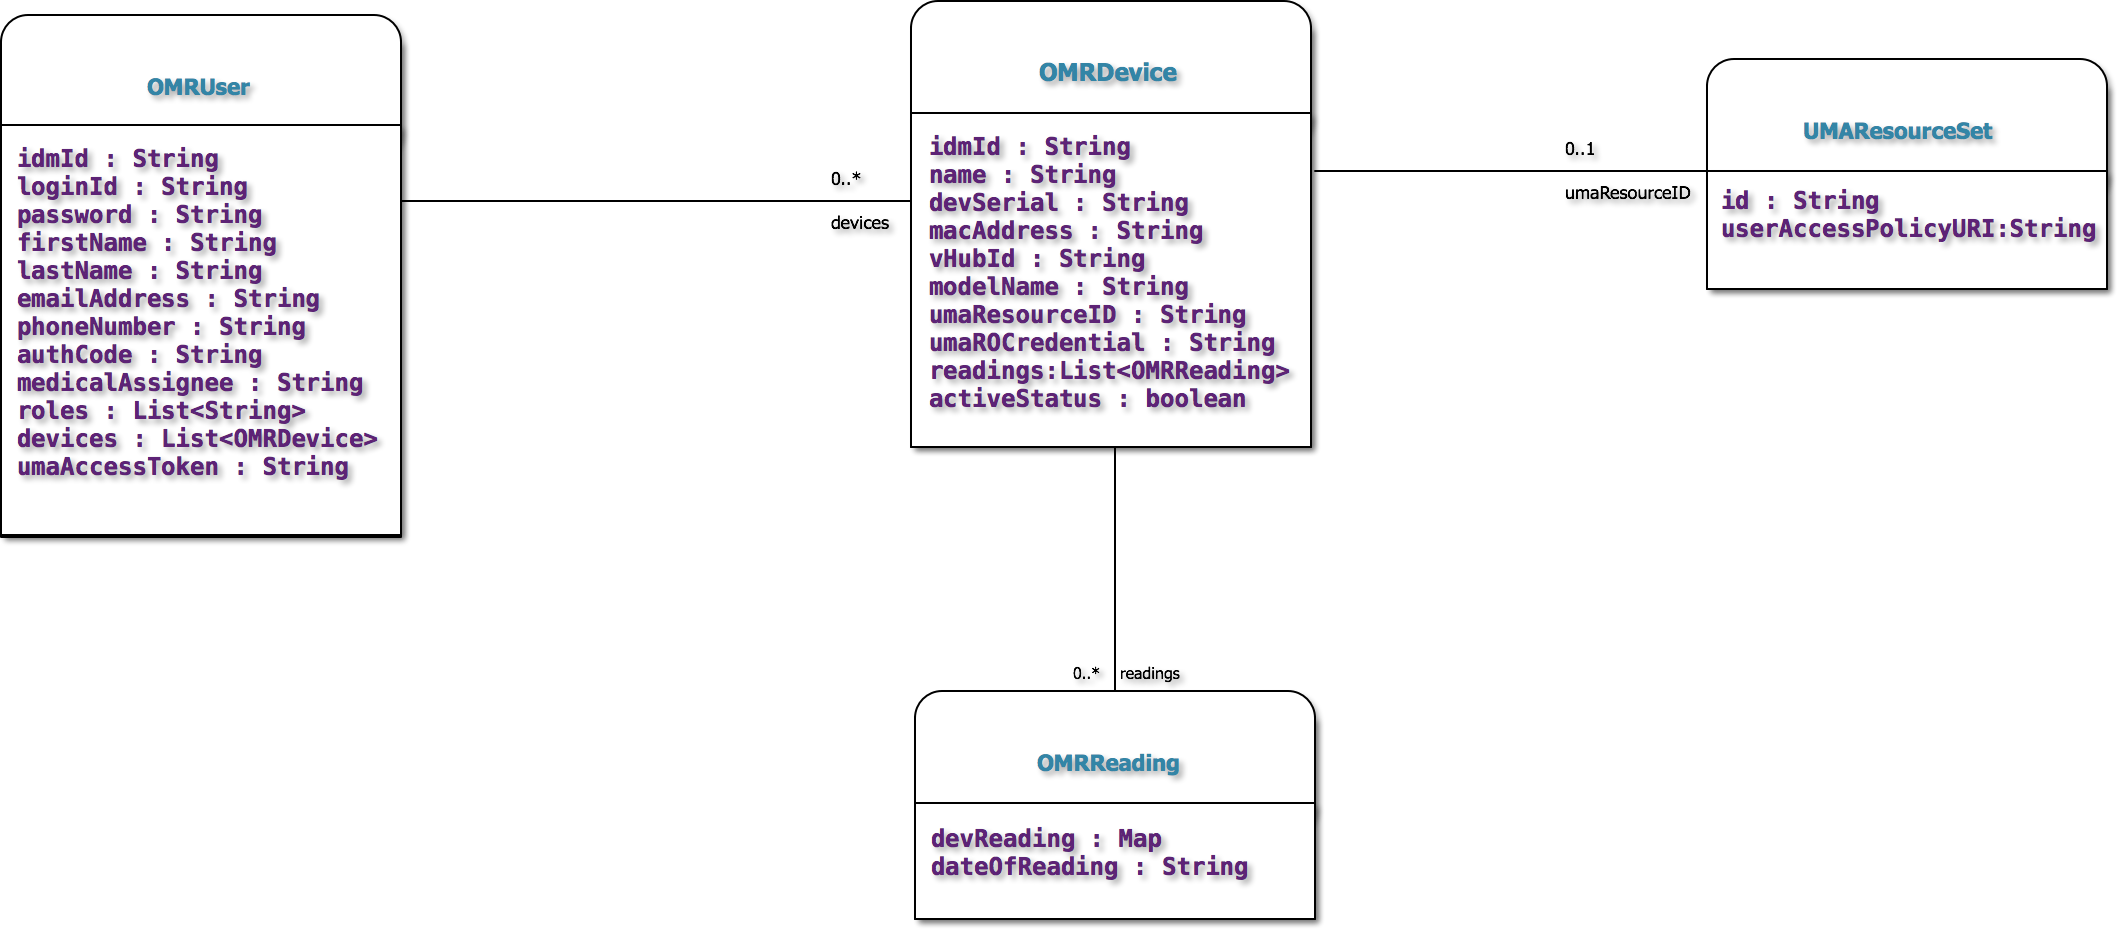 OMRUser
idmId : String
loginId : String
password : String
firstName : String
lastName : String
emailAddress : String
phoneNumber : String
authCode : String
medicalAssignee : String
roles : List<String>
devices : List<OMRDevice>
umaAccessToken : String
0..*
devices
OMRDevice
idmId : String
name : String
devSerial : String
macAddress : String
vHubId : String
modelName : String
umaResourceID : String
umaROCredential : String
readings:List<OMRReading>
activeStatus : boolean
0..1
umaResourceID
UMAResourceSet
id : String
userAccessPolicyURI:String
0..* readings
OMRReading
devReading : Map
dateOfReading : String